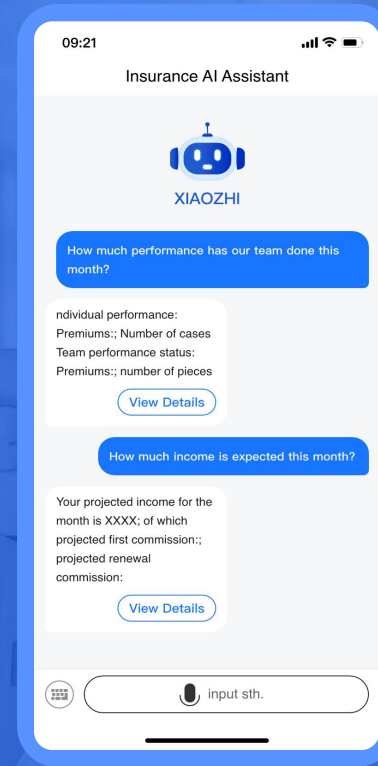 09:21
Insurance AI Assistant
XIAOZHI
How much performance has our team done this
month?
ndividual performance:
Premiums:; Number of cases
Team performance status:
Premiums:; number of pieces
View Details
How much income is expected this month?
Your projected income for the
month is XXXX; of which
projected first commission:;
projected renewal
commission:
View Details
input sth.